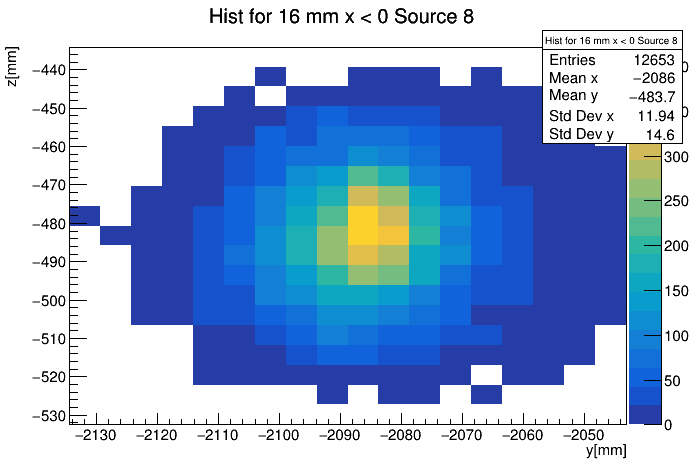 Hist for 16 mm x < 0 Source 8
z[mm]
Hist for 16 mm x < 0 Source 8
Entries 12653
Mean x −2086
Mean y −483.7
Std Dev x 11.94
Std Dev y 14.6
−440
−450
−460
−470
−480
−490
−500
−510
−520
−530
300
250
200
150
100
50
0
−2130 −2120 −2110 −2100 −2090 −2080 −2070 −2060 −2050
y[mm]